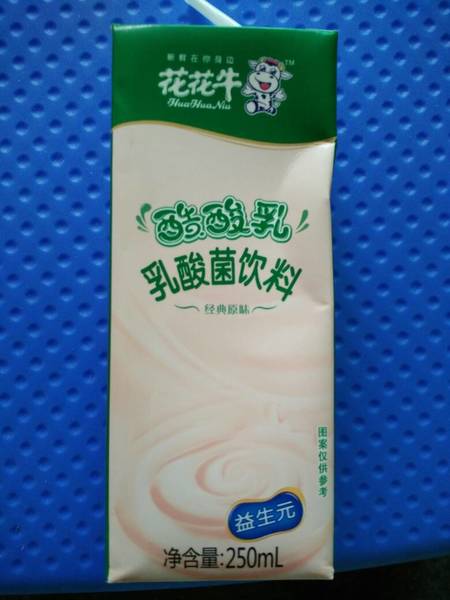 新鲜在你身边
花花牛
TM
HuaHuaNiu
酷酸乳
乳酸菌饮料
经典原味
图案仅供参考
益生元
净含量:250mL